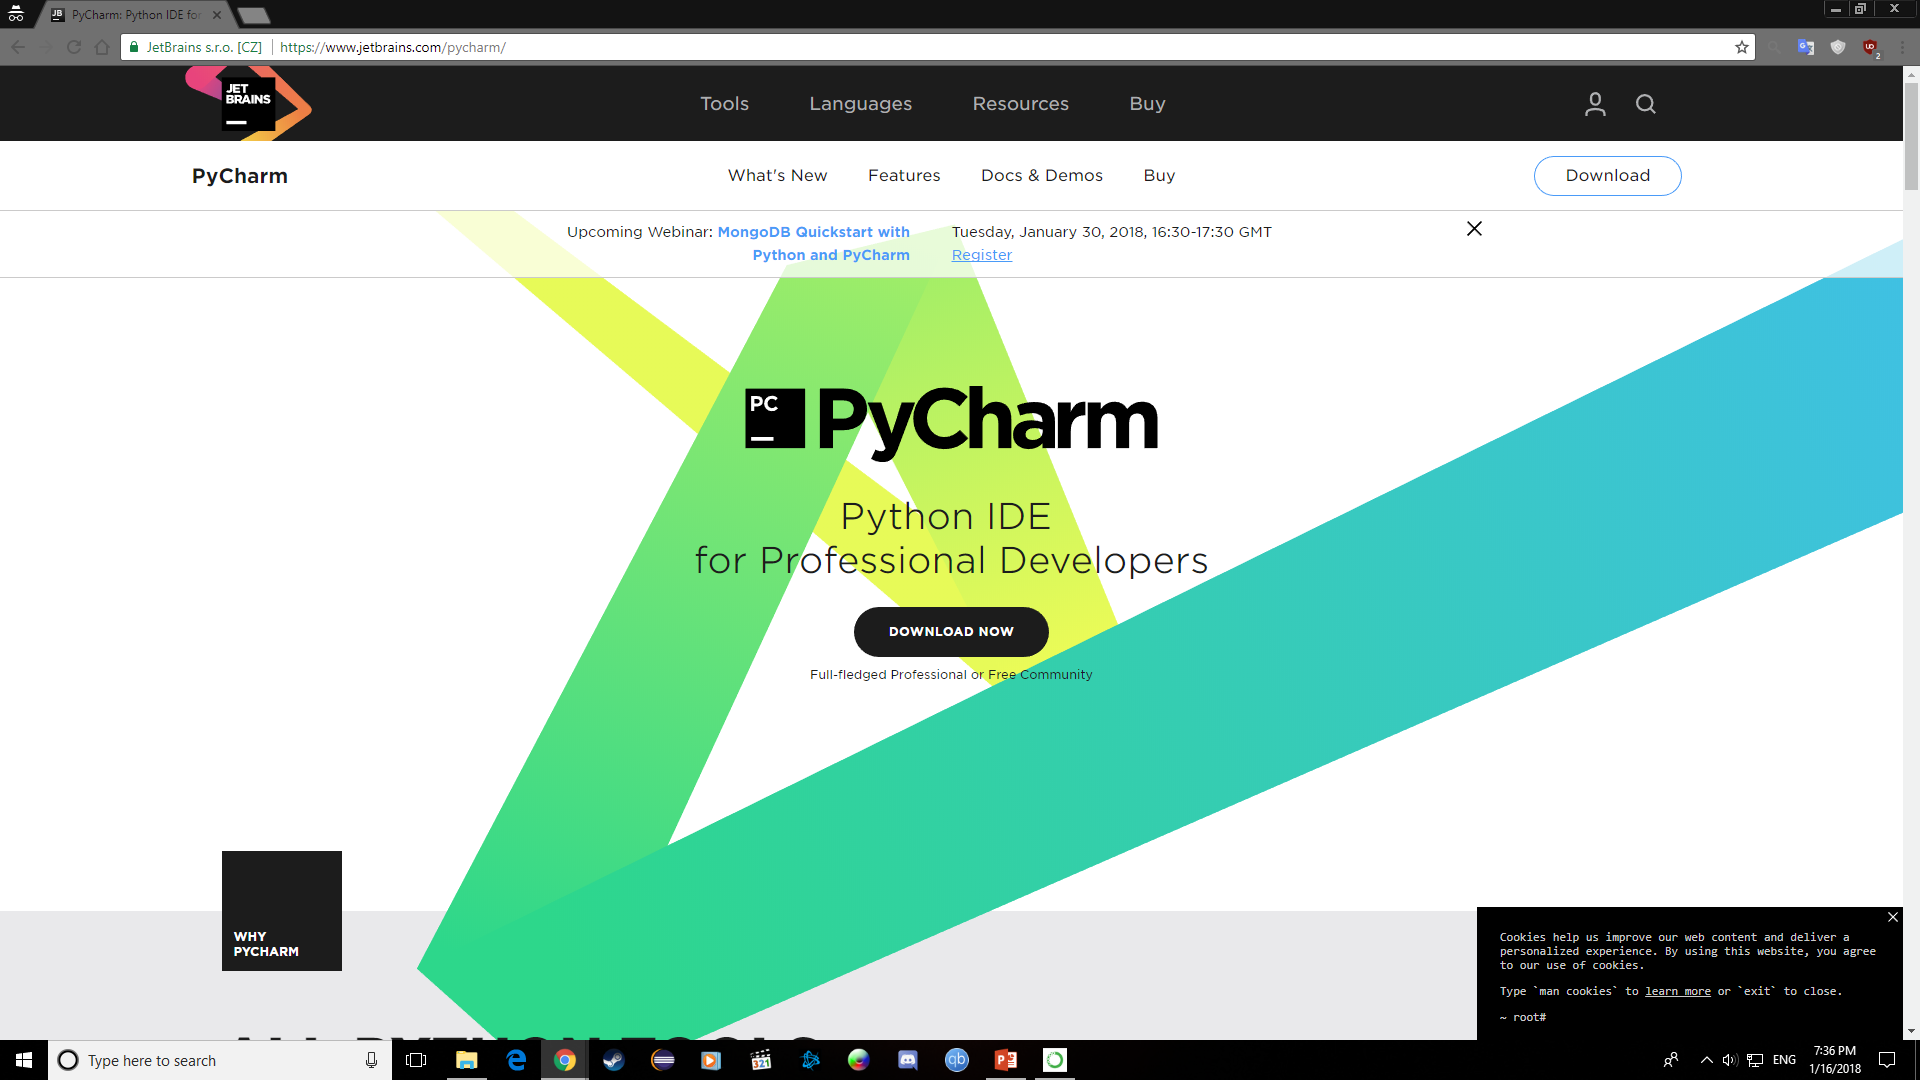 PyCharm: Python IDE for
JetBrains s.r.o. [CZ]
https://www.jetbrains.com/pycharm/
JET
BRAINS
Tools
Languages
Resources
Buy
PyCharm
What's New
Features
Docs & Demos
Buy
Download
Upcoming Webinar: MongoDB Quickstart with
Python and PyCharm
Tuesday, January 30, 2018, 16:30-17:30 GMT
Register
PC
PyCharm
Python IDE
for Professional Developers
DOWNLOAD NOW
Full-fledged Professional or Free Community
WHY
PYCHARM
Cookies help us improve our web content and deliver a
personalized experience. By using this website, you agree
to our use of cookies.
Type `man cookies` to learn more or `exit` to close.
~ root#
ALL PYTHON TOOLS
Type here to search
321
qb
ENG
7:36 PM
1/16/2018